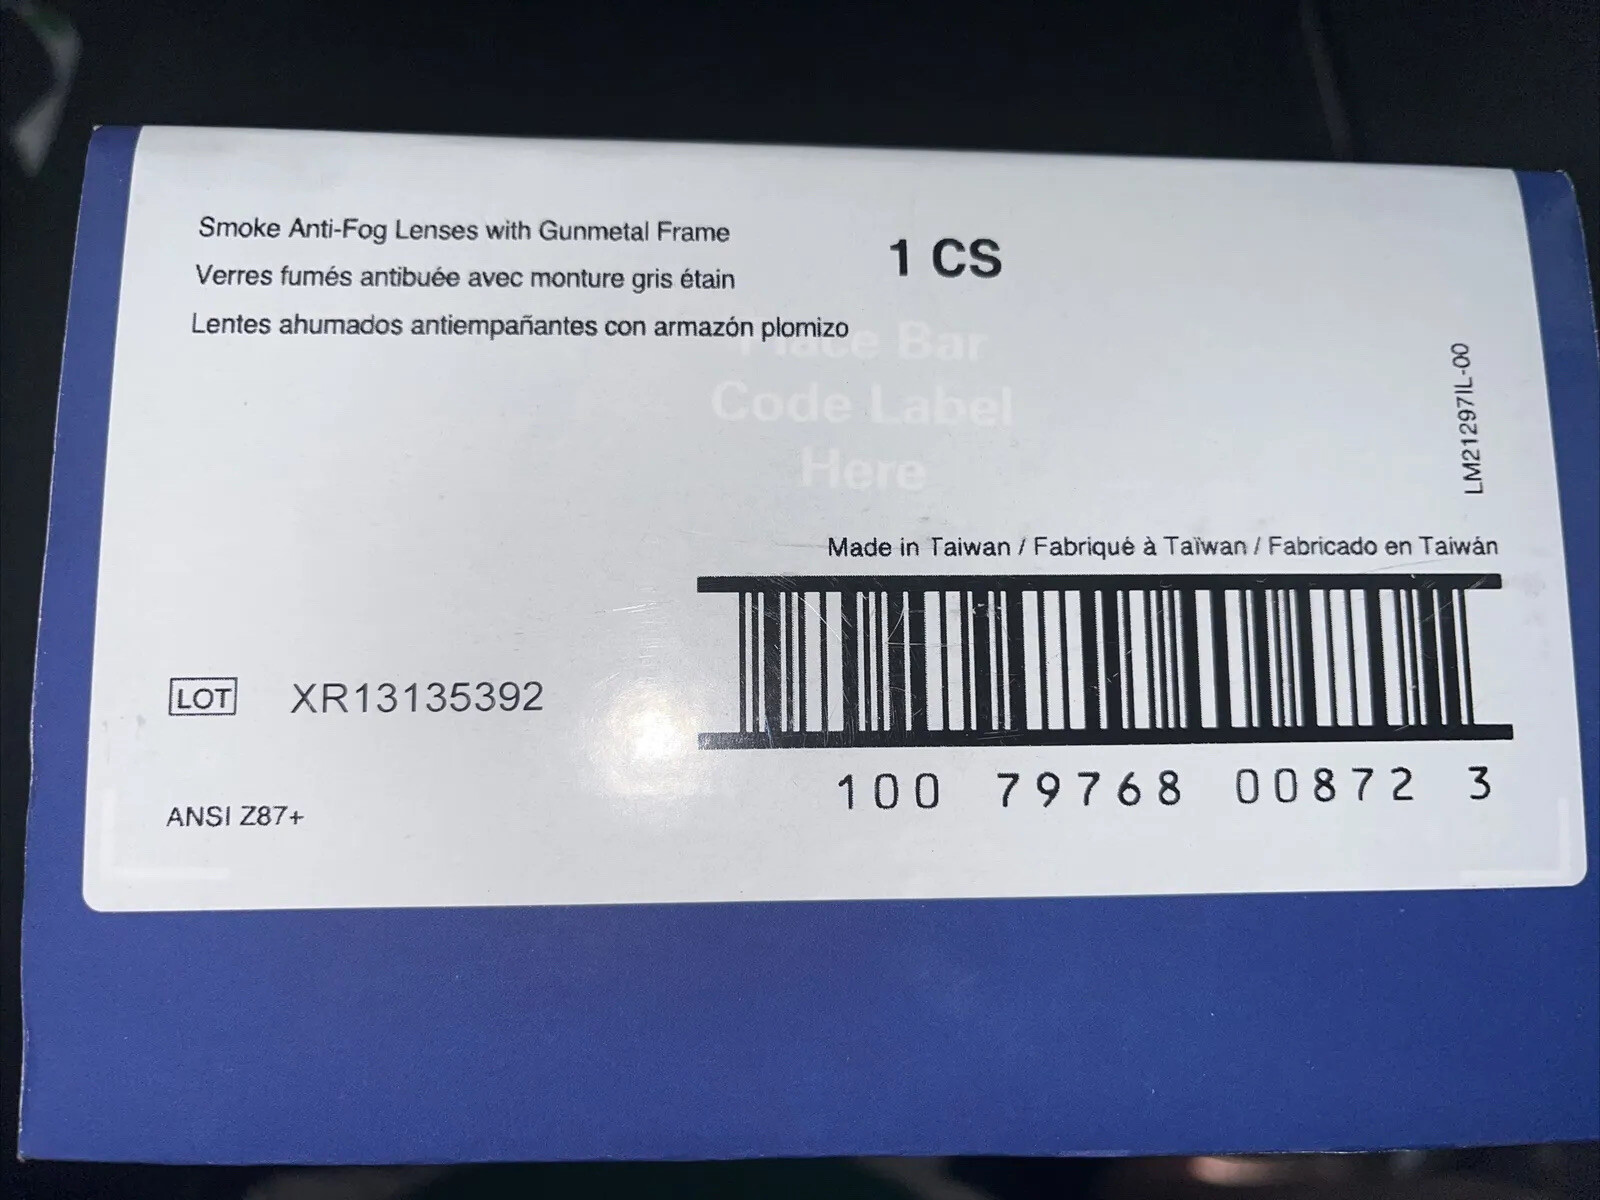 Smoke Anti-Fog Lenses with Gunmetal Frame
1 CS
Verres fumés antibuée avec monture gris étain
Lentes ahumados antiempañantes con armazón plomizo
Place Bar
Code Label
Here
LM21297IL-00
Made in Taiwan / Fabriqué à Taïwan / Fabricado en Taiwán
LOT XR13135392
100 79768 00872 3
ANSI Z87+